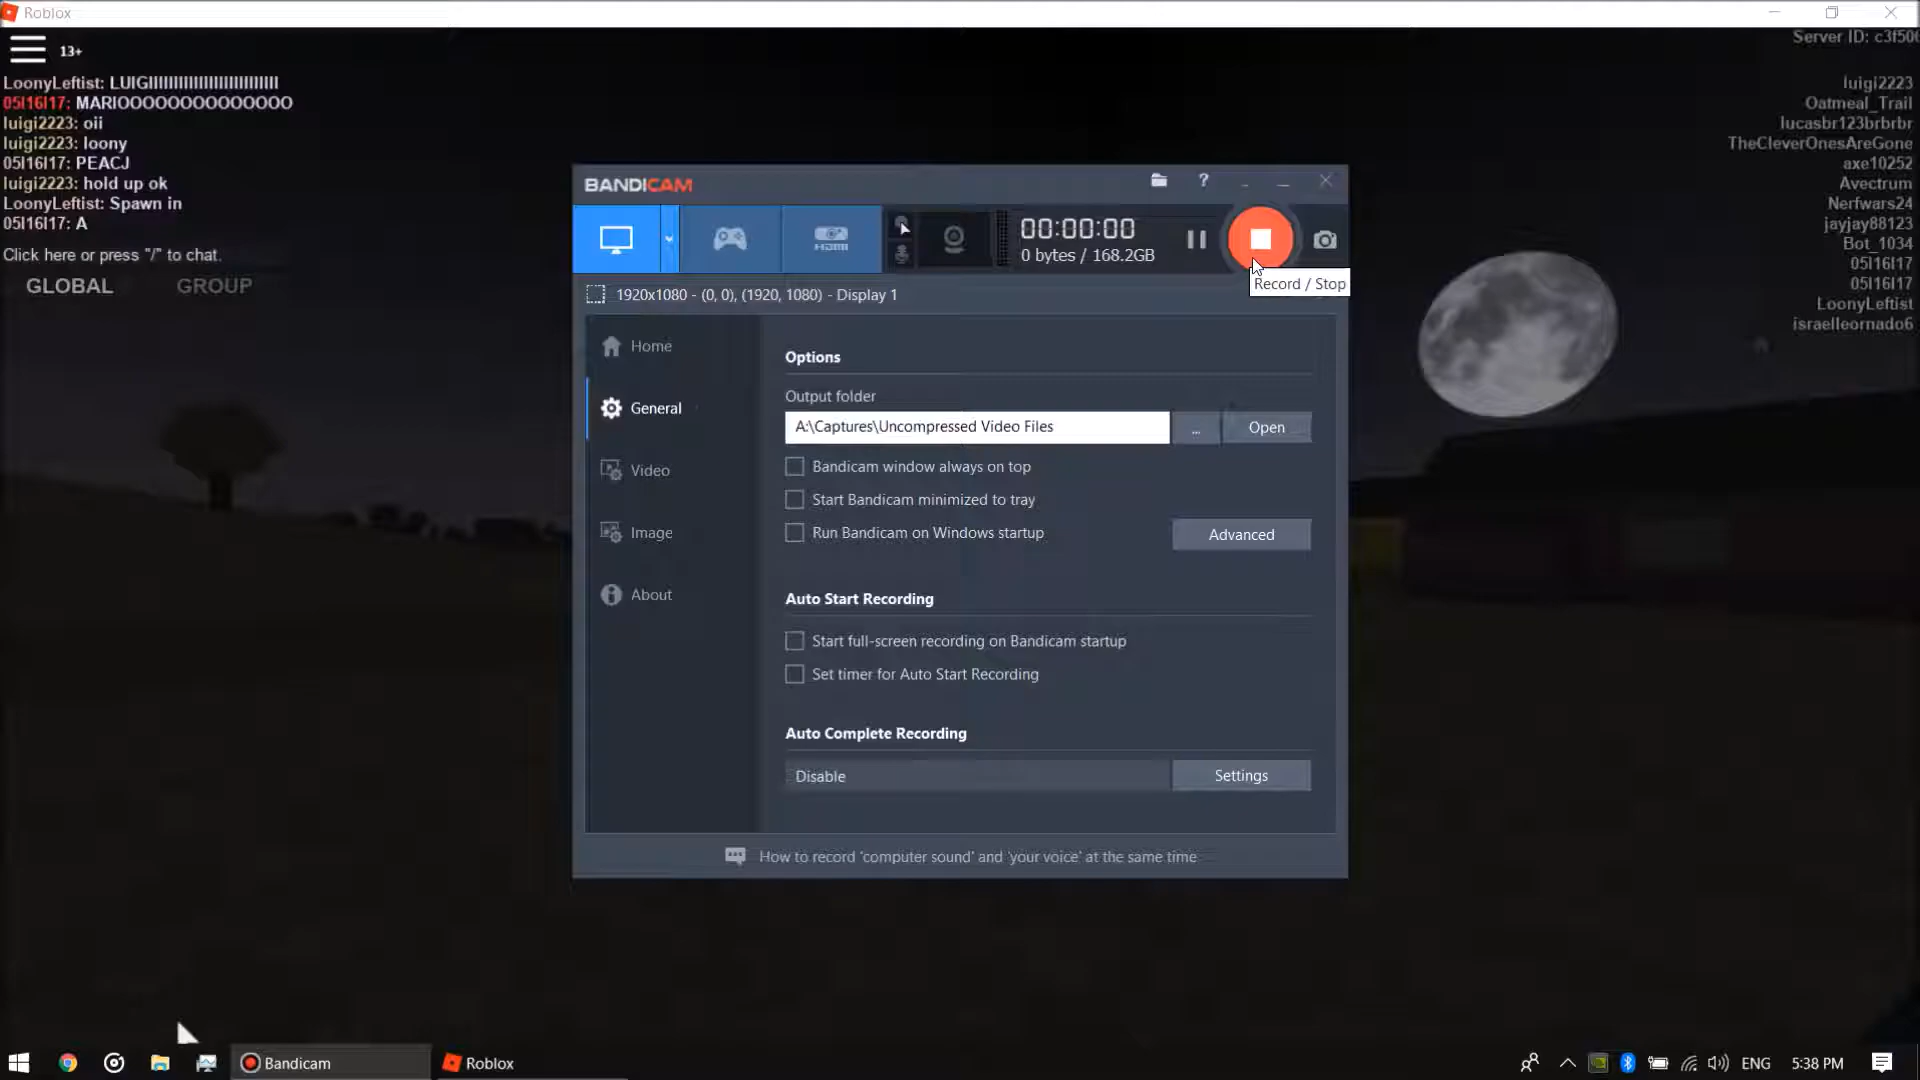 Roblox
13+
Server ID: c3f506
LoonyLeftist: LUIGIIIIIIIIIIIIIIIIIIIIIIIIII
05I16I17: MARIOOOOOOOOOOOOOO
luigi2223: oii
luigi2223: loony
05I16I17: PEACJ
luigi2223: hold up ok
LoonyLeftist: Spawn in
05I16I17: A
Click here or press "/" to chat.
GLOBAL GROUP
luigi2223
Oatmeal_Trail
lucasbr123brbrbr
TheCleverOnesAreGone
axe10252
Avectrum
Nerfwars24
jayjay88123
Bot_1034
05I16I17
05I16I17
LoonyLeftist
israelleornado6
BANDICAM
?
HDMI
00:00:00
0 bytes / 168.2GB
Record / Stop
1920x1080 - (0, 0), (1920, 1080) - Display 1
Home
General
Video
Image
About
Options
Output folder
A:\Captures\Uncompressed Video Files
...
Open
Bandicam window always on top
Start Bandicam minimized to tray
Run Bandicam on Windows startup
Advanced
Auto Start Recording
Start full-screen recording on Bandicam startup
Set timer for Auto Start Recording
Auto Complete Recording
Disable
Settings
How to record 'computer sound' and 'your voice' at the same time
Bandicam
Roblox
ENG
5:38 PM